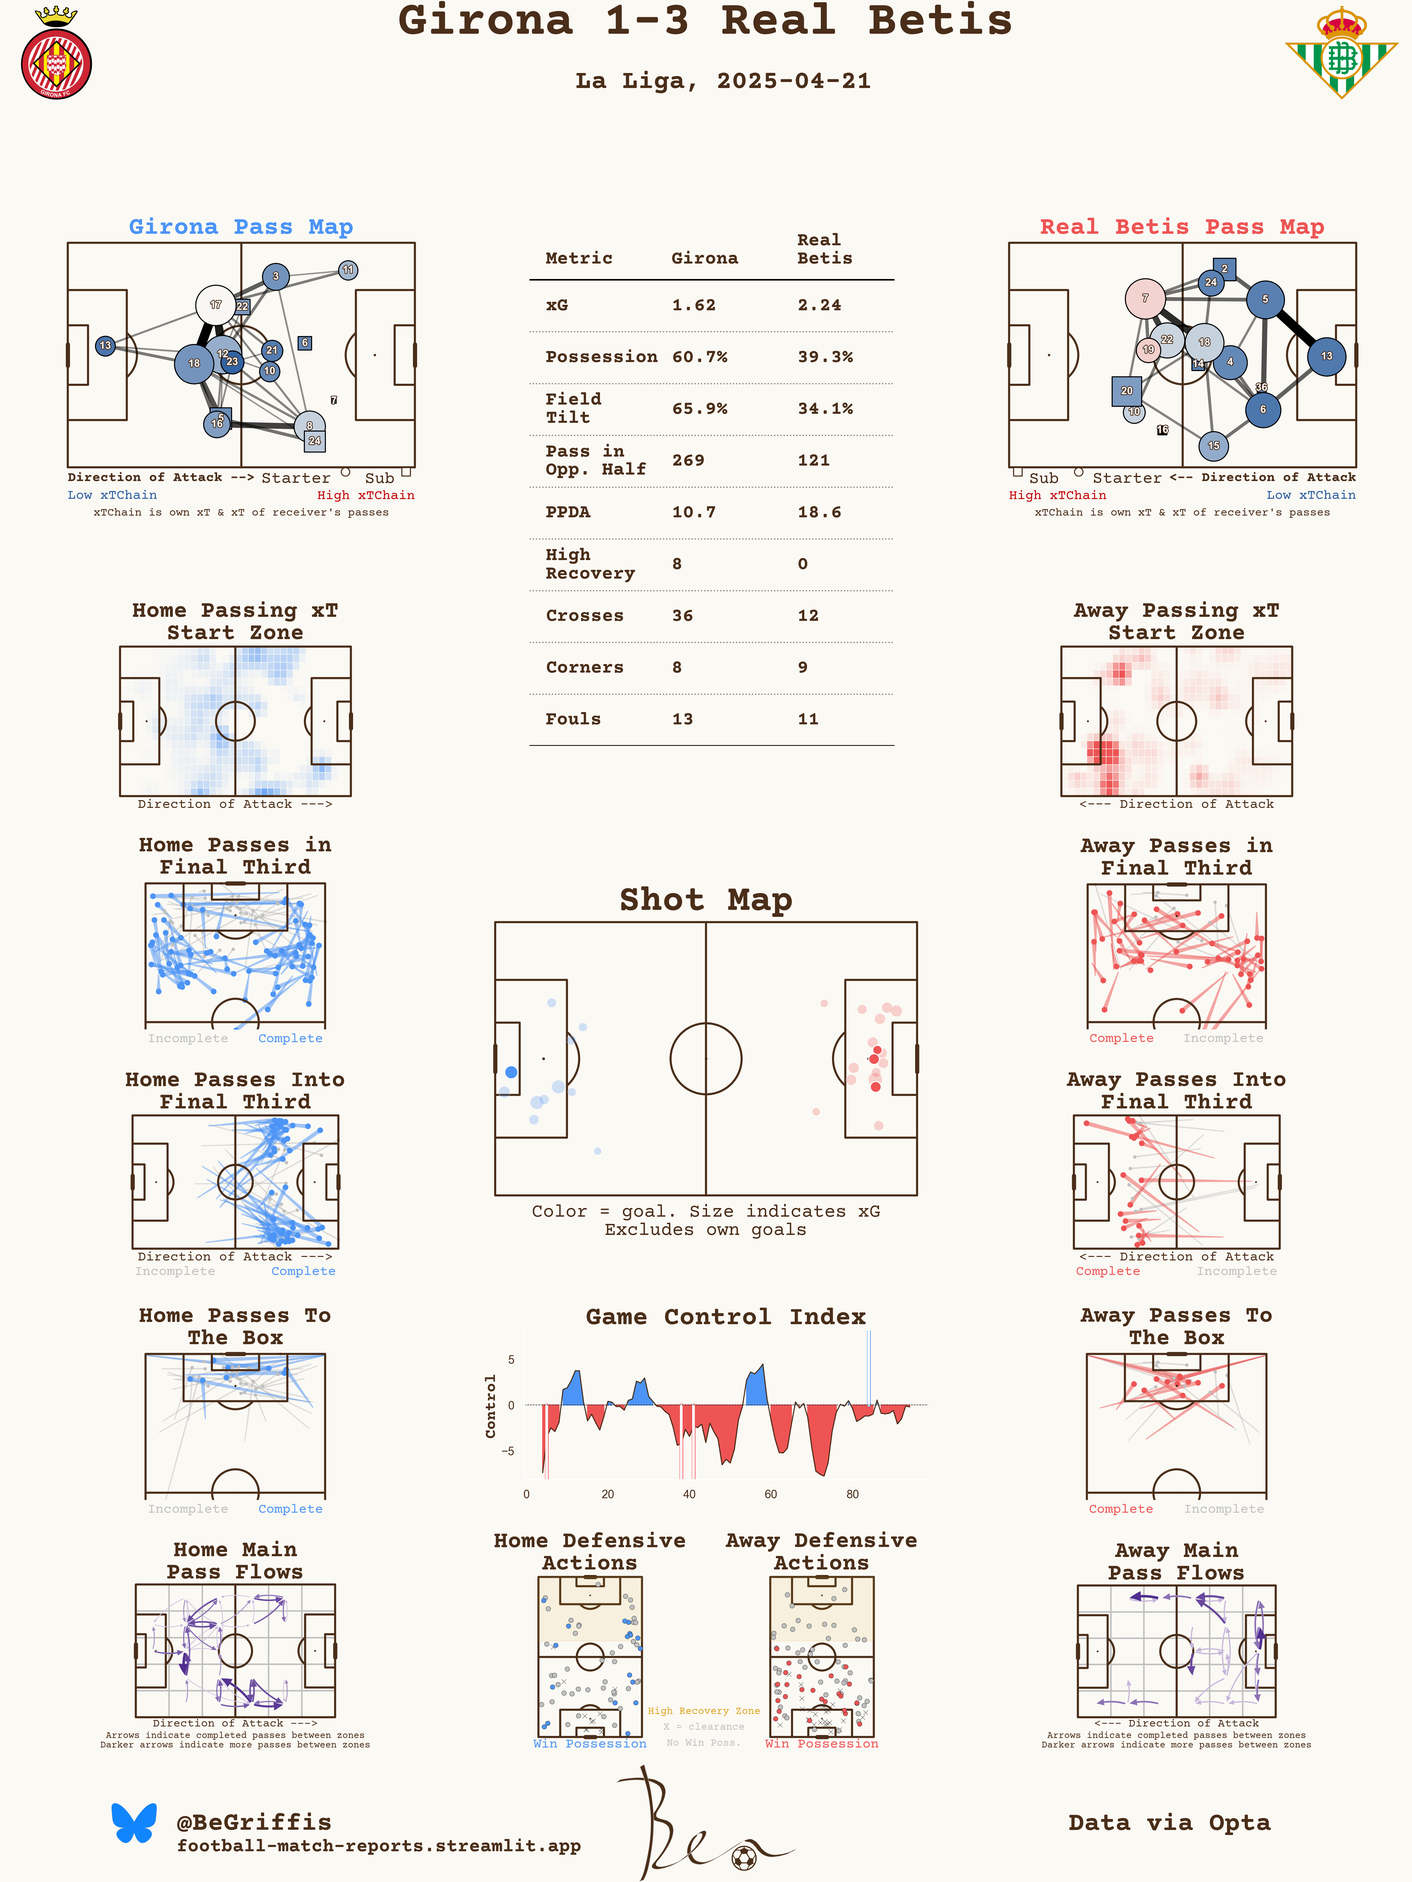 Girona 1-3 Real Betis
La Liga, 2025-04-21
GIRONA FC
Girona Pass Map
3
11
17
22
13
12
21
6
18
23
10
7
5
16
8
24
Direction of Attack --> Starter Sub
Low xTChain High xTChain
xTChain is own xT & xT of receiver's passes
Metric Girona Real Betis
xG 1.62 2.24
Possession 60.7% 39.3%
Field Tilt 65.9% 34.1%
Pass in Opp. Half 269 121
PPDA 10.7 18.6
High Recovery 8 0
Crosses 36 12
Corners 8 9
Fouls 13 11
Real Betis Pass Map
2
24
7
5
22
18
19
13
14
4
20
36
10
6
16
15
Sub Starter <-- Direction of Attack
High xTChain Low xTChain
xTChain is own xT & xT of receiver's passes
Home Passing xT
Start Zone
Direction of Attack --->
Away Passing xT
Start Zone
<--- Direction of Attack
Home Passes in
Final Third
Incomplete Complete
Away Passes in
Final Third
Complete Incomplete
Shot Map
Color = goal. Size indicates xG
Excludes own goals
Home Passes Into
Final Third
Direction of Attack --->
Incomplete Complete
Away Passes Into
Final Third
<--- Direction of Attack
Complete Incomplete
Home Passes To
The Box
Incomplete Complete
Game Control Index
Control
5
0
−5
0 20 40 60 80
Away Passes To
The Box
Complete Incomplete
Home Main
Pass Flows
Direction of Attack --->
Arrows indicate completed passes between zones
Darker arrows indicate more passes between zones
Home Defensive
Actions
Win Possession
High Recovery Zone
X = clearance
No Win Poss.
Away Defensive
Actions
Win Possession
Away Main
Pass Flows
<--- Direction of Attack
Arrows indicate completed passes between zones
Darker arrows indicate more passes between zones
@BeGriffis
football-match-reports.streamlit.app
Ben
Data via Opta